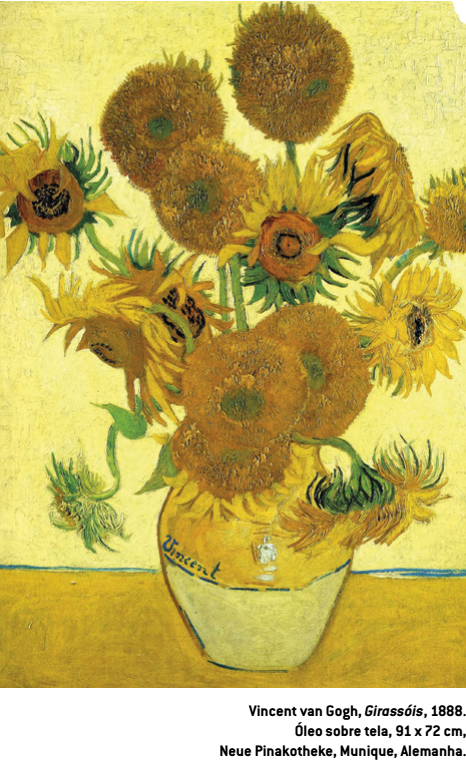 Vincent
Vincent van Gogh, Girassóis, 1888.
Óleo sobre tela, 91 x 72 cm,
Neue Pinakotheke, Munique, Alemanha.